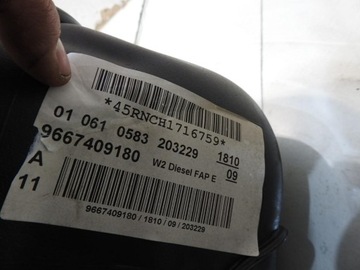 *45RNCH1716759*
01 061 0583 203229 1810
9667409180 W2 Diesel FAP E 09
A
11
9667409180 / 1810 / 09 / 203229